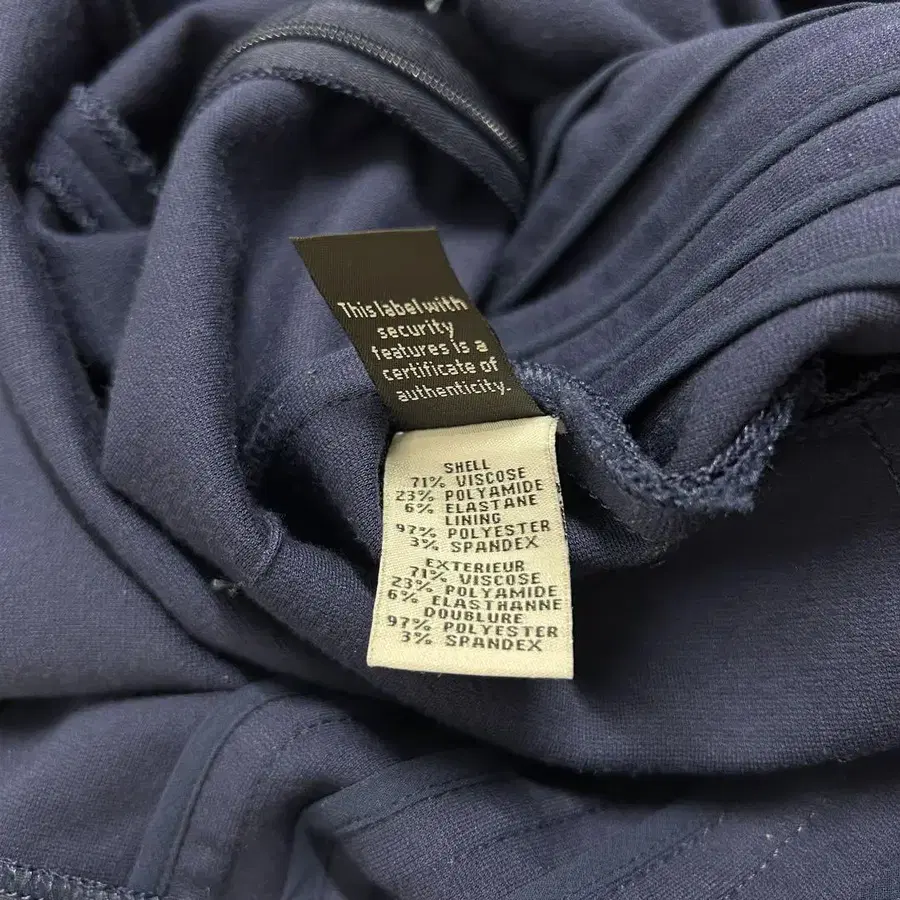 This label with
security
features is a
certificate of
authenticity.
SHELL
71% VISCOSE
23% POLYAMIDE
6% ELASTANE
LINING
97% POLYESTER
3% SPANDEX
EXTERIEUR
71% VISCOSE
23% POLYAMIDE
6% ELASTHANNE
DOUBLURE
97% POLYESTER
3% SPANDEX